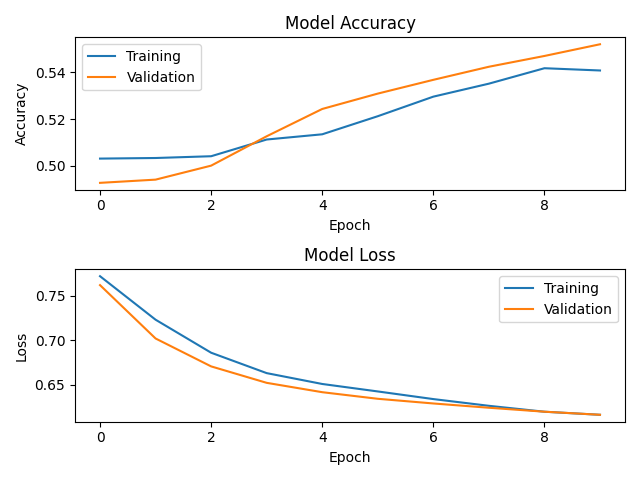 Model Accuracy
Training
Validation
0.54
0.52
0.50
Accuracy
0 2 4 6 8
Epoch
Model Loss
Training
Validation
0.75
0.70
0.65
Loss
0 2 4 6 8
Epoch